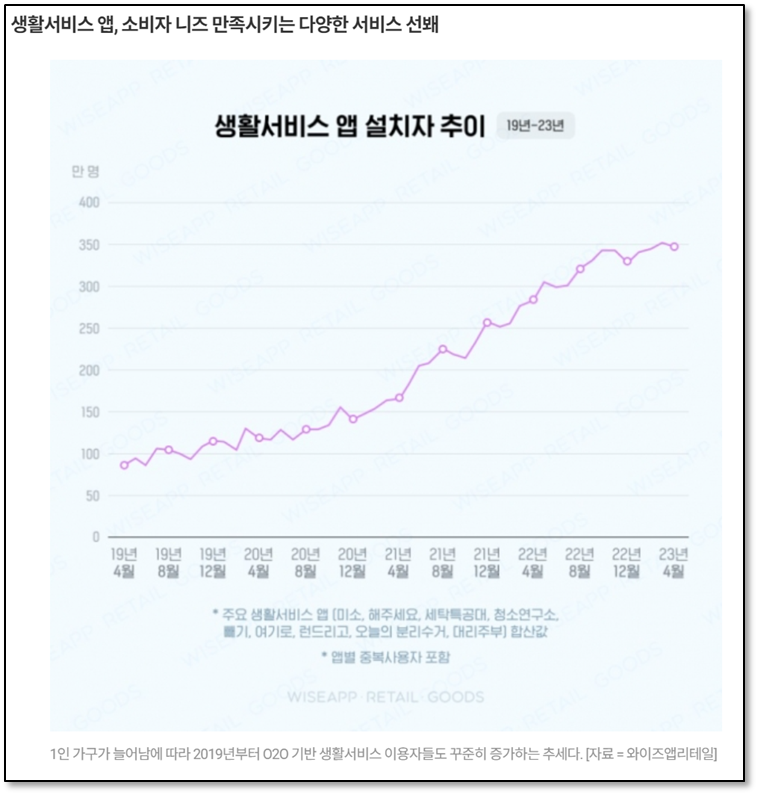 생활서비스 앱, 소비자 니즈 만족시키는 다양한 서비스 선봬
생활서비스 앱 설치자 추이 19년-23년
만 명
400
350
300
250
200
150
100
50
0
19년 19년 19년 20년 20년 20년 21년 21년 21년 22년 22년 22년 23년
4월 8월 12월 4월 8월 12월 4월 8월 12월 4월 8월 12월 4월
* 주요 생활서비스 앱 (미소, 해주세요, 세탁특공대, 청소연구소,
빼기, 여기로, 런드리고, 오늘의 분리수거, 대리주부) 합산값
* 앱별 중복사용자 포함
WISEAPP RETAIL GOODS
1인 가구가 늘어남에 따라 2019년부터 O2O 기반 생활서비스 이용자들도 꾸준히 증가하는 추세다. [자료 = 와이즈앱리테일]